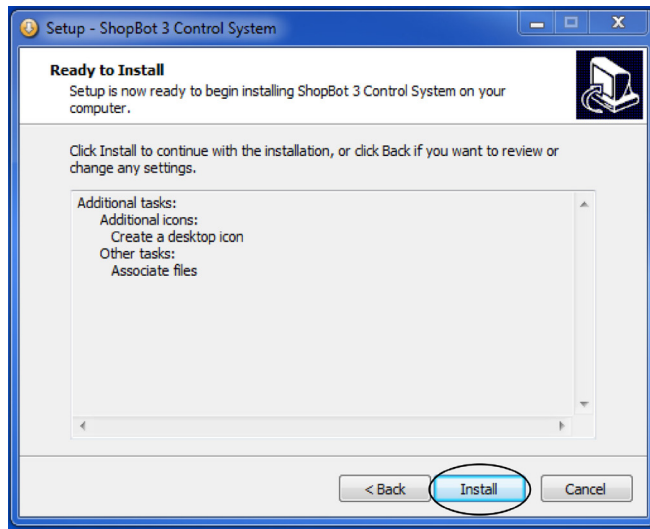 Setup - ShopBot 3 Control System
Ready to Install
Setup is now ready to begin installing ShopBot 3 Control System on your
computer.
Click Install to continue with the installation, or click Back if you want to review or
change any settings.
Additional tasks:
Additional icons:
Create a desktop icon
Other tasks:
Associate files
< Back
Install
Cancel